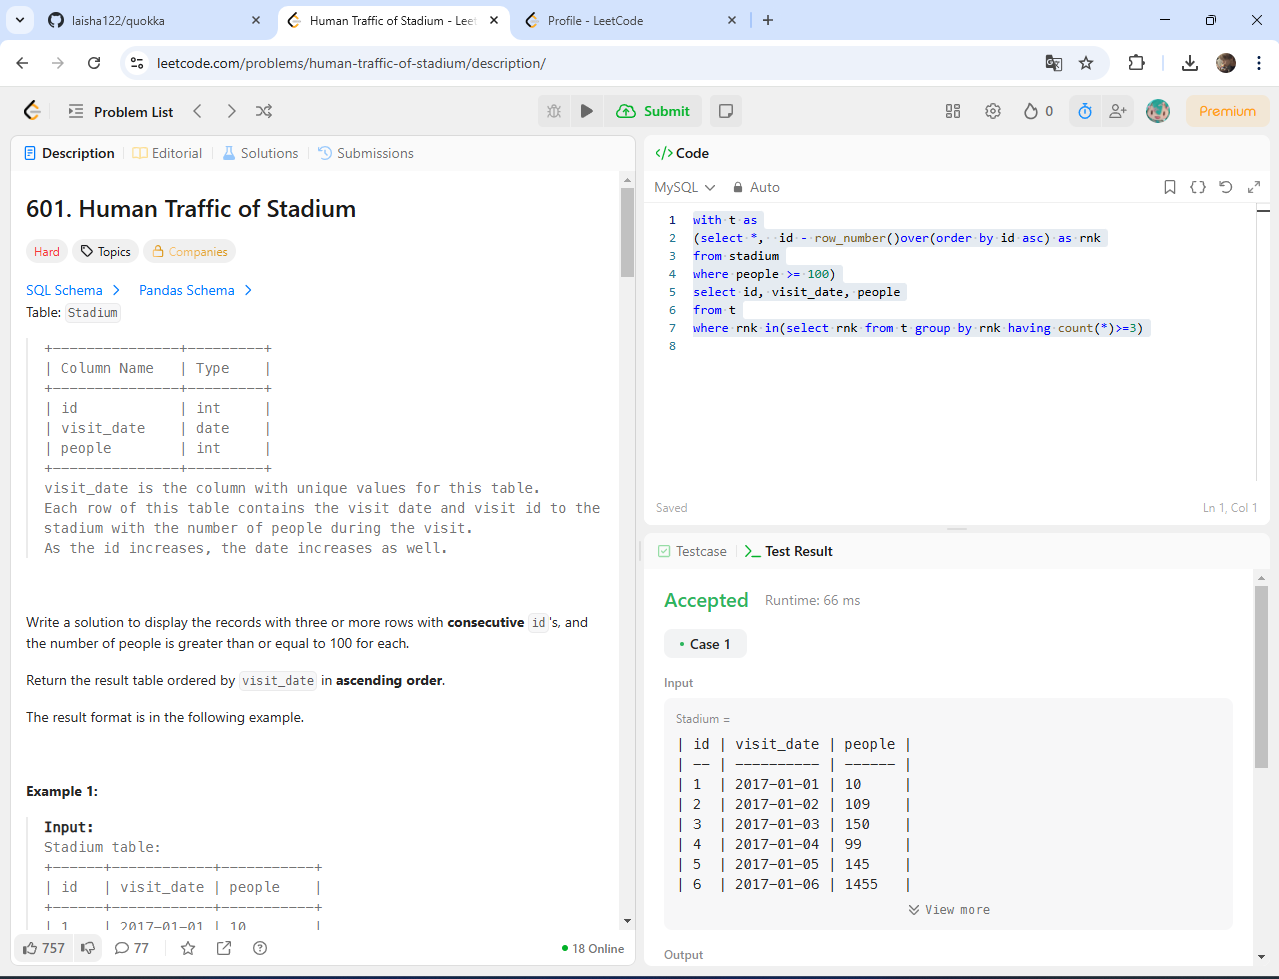 laisha122/quokka
Human Traffic of Stadium - Leet
Profile - LeetCode
leetcode.com/problems/human-traffic-of-stadium/description/
Problem List
Submit
0
Premium
Description
Editorial
Solutions
Submissions
601. Human Traffic of Stadium
Hard
Topics
Companies
SQL Schema
Pandas Schema
Table: Stadium
+---------------+---------+
| Column Name   | Type    |
+---------------+---------+
| id            | int     |
| visit_date    | date    |
| people        | int     |
+---------------+---------+
visit_date is the column with unique values for this table.
Each row of this table contains the visit date and visit id to the
stadium with the number of people during the visit.
As the id increases, the date increases as well.
Write a solution to display the records with three or more rows with consecutive id's, and
the number of people is greater than or equal to 100 for each.
Return the result table ordered by visit_date in ascending order.
The result format is in the following example.
Example 1:
Input:
Stadium table:
+------+------------+-----------+
| id   | visit_date | people    |
+------+------------+-----------+
| 1    | 2017-01-01 | 10        |
757
77
18 Online
</> Code
MySQL
Auto
1 with t as
2 (select *,  id - row_number()over(order by id asc) as rnk
3 from stadium
4 where people >= 100)
5 select id, visit_date, people
6 from t
7 where rnk in(select rnk from t group by rnk having count(*)>=3)
8
Saved
Ln 1, Col 1
Testcase
Test Result
Accepted
Runtime: 66 ms
Case 1
Input
Stadium =
| id | visit_date | people |
| -- | ---------- | ------ |
| 1  | 2017-01-01 | 10     |
| 2  | 2017-01-02 | 109    |
| 3  | 2017-01-03 | 150    |
| 4  | 2017-01-04 | 99     |
| 5  | 2017-01-05 | 145    |
| 6  | 2017-01-06 | 1455   |
View more
Output